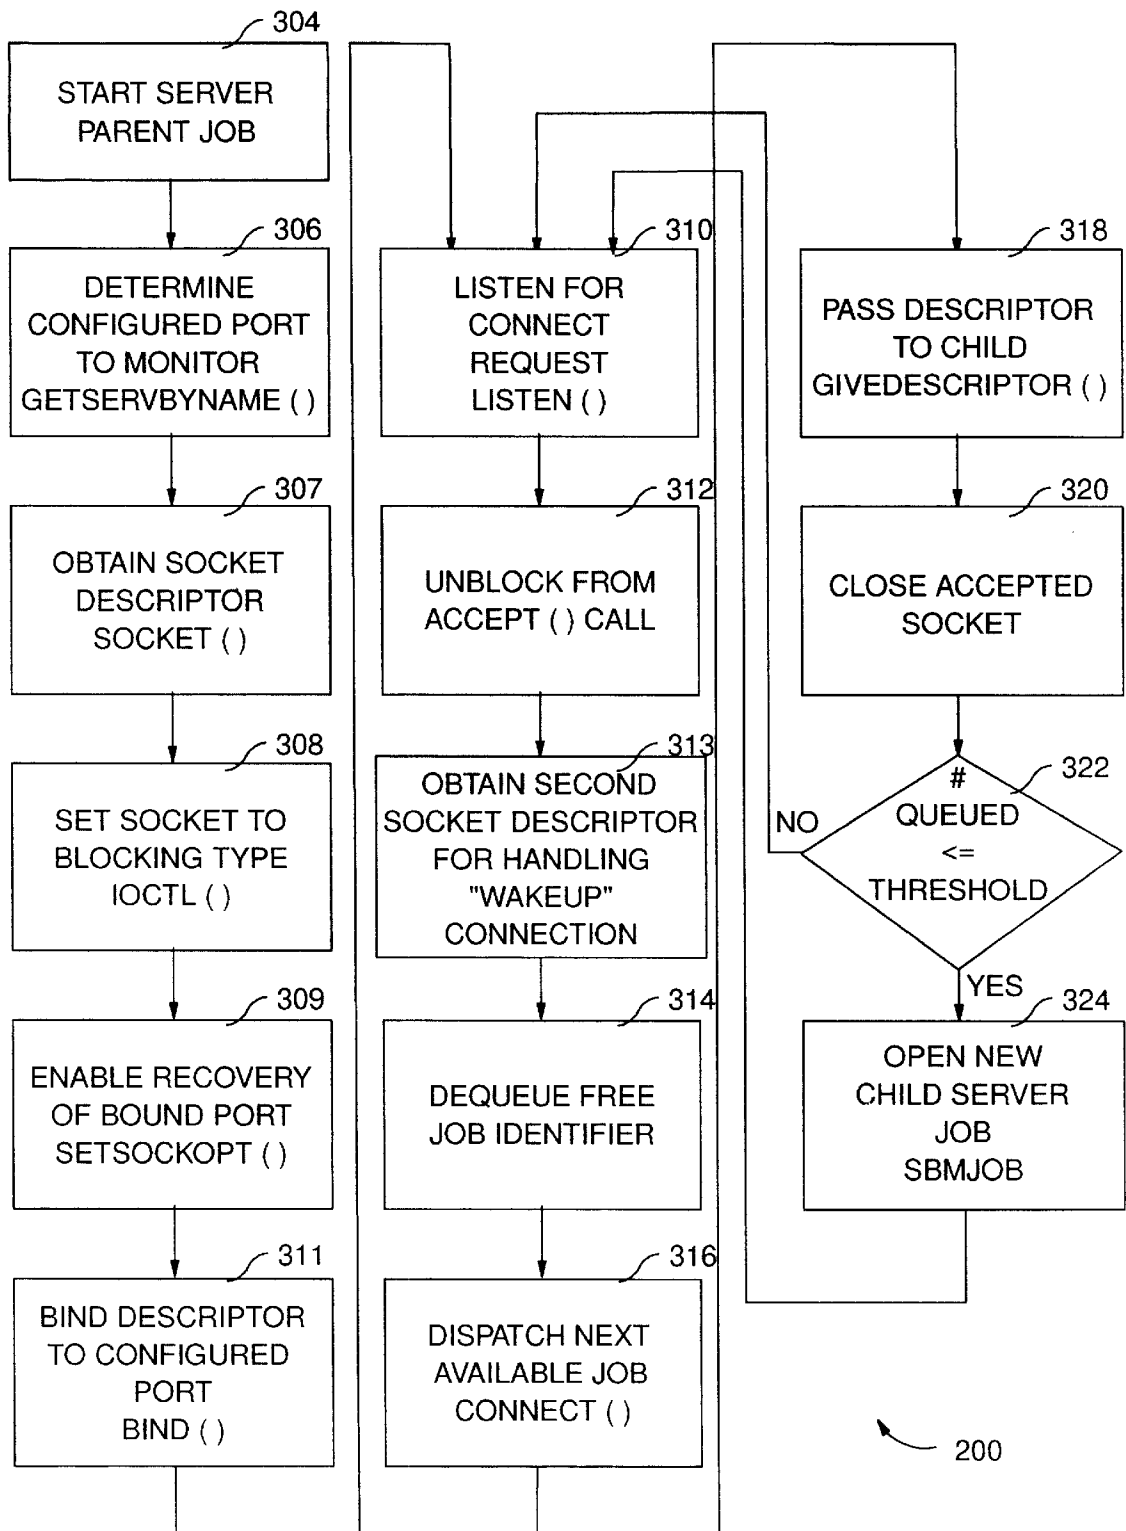 304
START SERVER
PARENT JOB
306
DETERMINE
CONFIGURED PORT
TO MONITOR
GETSERVBYNAME ( )
307
OBTAIN SOCKET
DESCRIPTOR
SOCKET ( )
308
SET SOCKET TO
BLOCKING TYPE
IOCTL ( )
309
ENABLE RECOVERY
OF BOUND PORT
SETSOCKOPT ( )
311
BIND DESCRIPTOR
TO CONFIGURED
PORT
BIND ( )
310
LISTEN FOR
CONNECT
REQUEST
LISTEN ( )
312
UNBLOCK FROM
ACCEPT ( ) CALL
313
OBTAIN SECOND
SOCKET DESCRIPTOR
FOR HANDLING
"WAKEUP"
CONNECTION
314
DEQUEUE FREE
JOB IDENTIFIER
316
DISPATCH NEXT
AVAILABLE JOB
CONNECT ( )
318
PASS DESCRIPTOR
TO CHILD
GIVEDESCRIPTOR ( )
320
CLOSE ACCEPTED
SOCKET
322
#
QUEUED
<=
THRESHOLD
NO
YES
324
OPEN NEW
CHILD SERVER
JOB
SBMJOB
200